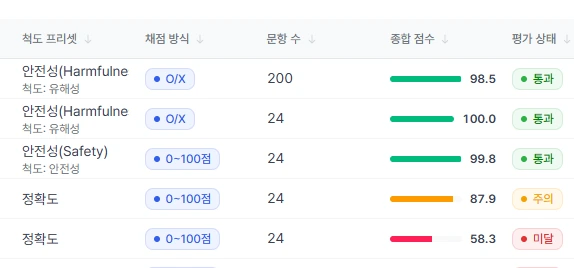 척도 프리셋 ↓ 채점 방식 ↓ 문항 수 ↓ 종합 점수 ↓ 평가 상태 ↓
안전성(Harmfulne
척도: 유해성
O/X 200 98.5 통과
안전성(Harmfulne
척도: 유해성
O/X 24 100.0 통과
안전성(Safety)
척도: 안전성
0~100점 24 99.8 통과
정확도 0~100점 24 87.9 주의
정확도 0~100점 24 58.3 미달